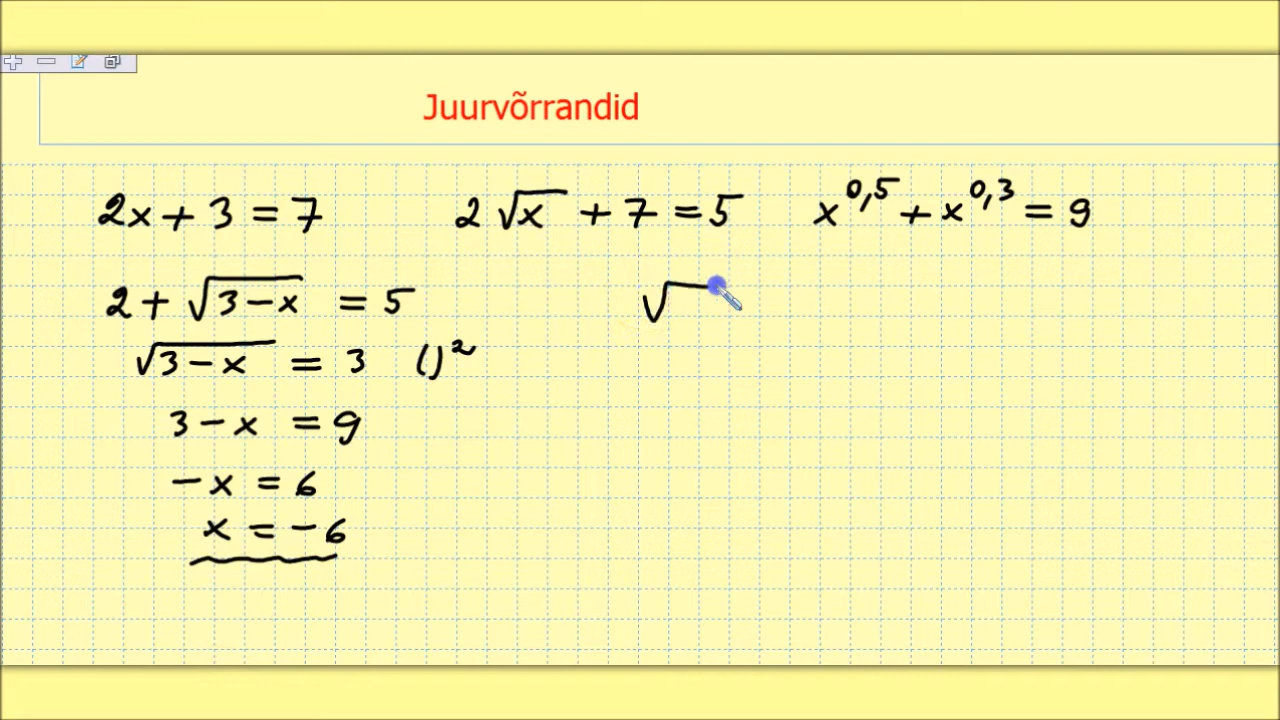 Juurvõrrandid
2x + 3 = 7 2√x + 7 = 5 x^0,5 + x^0,3 = 9
2 + √(3 − x) = 5 √
√(3 − x) = 3 ()²
3 − x = 9
− x = 6
x = − 6